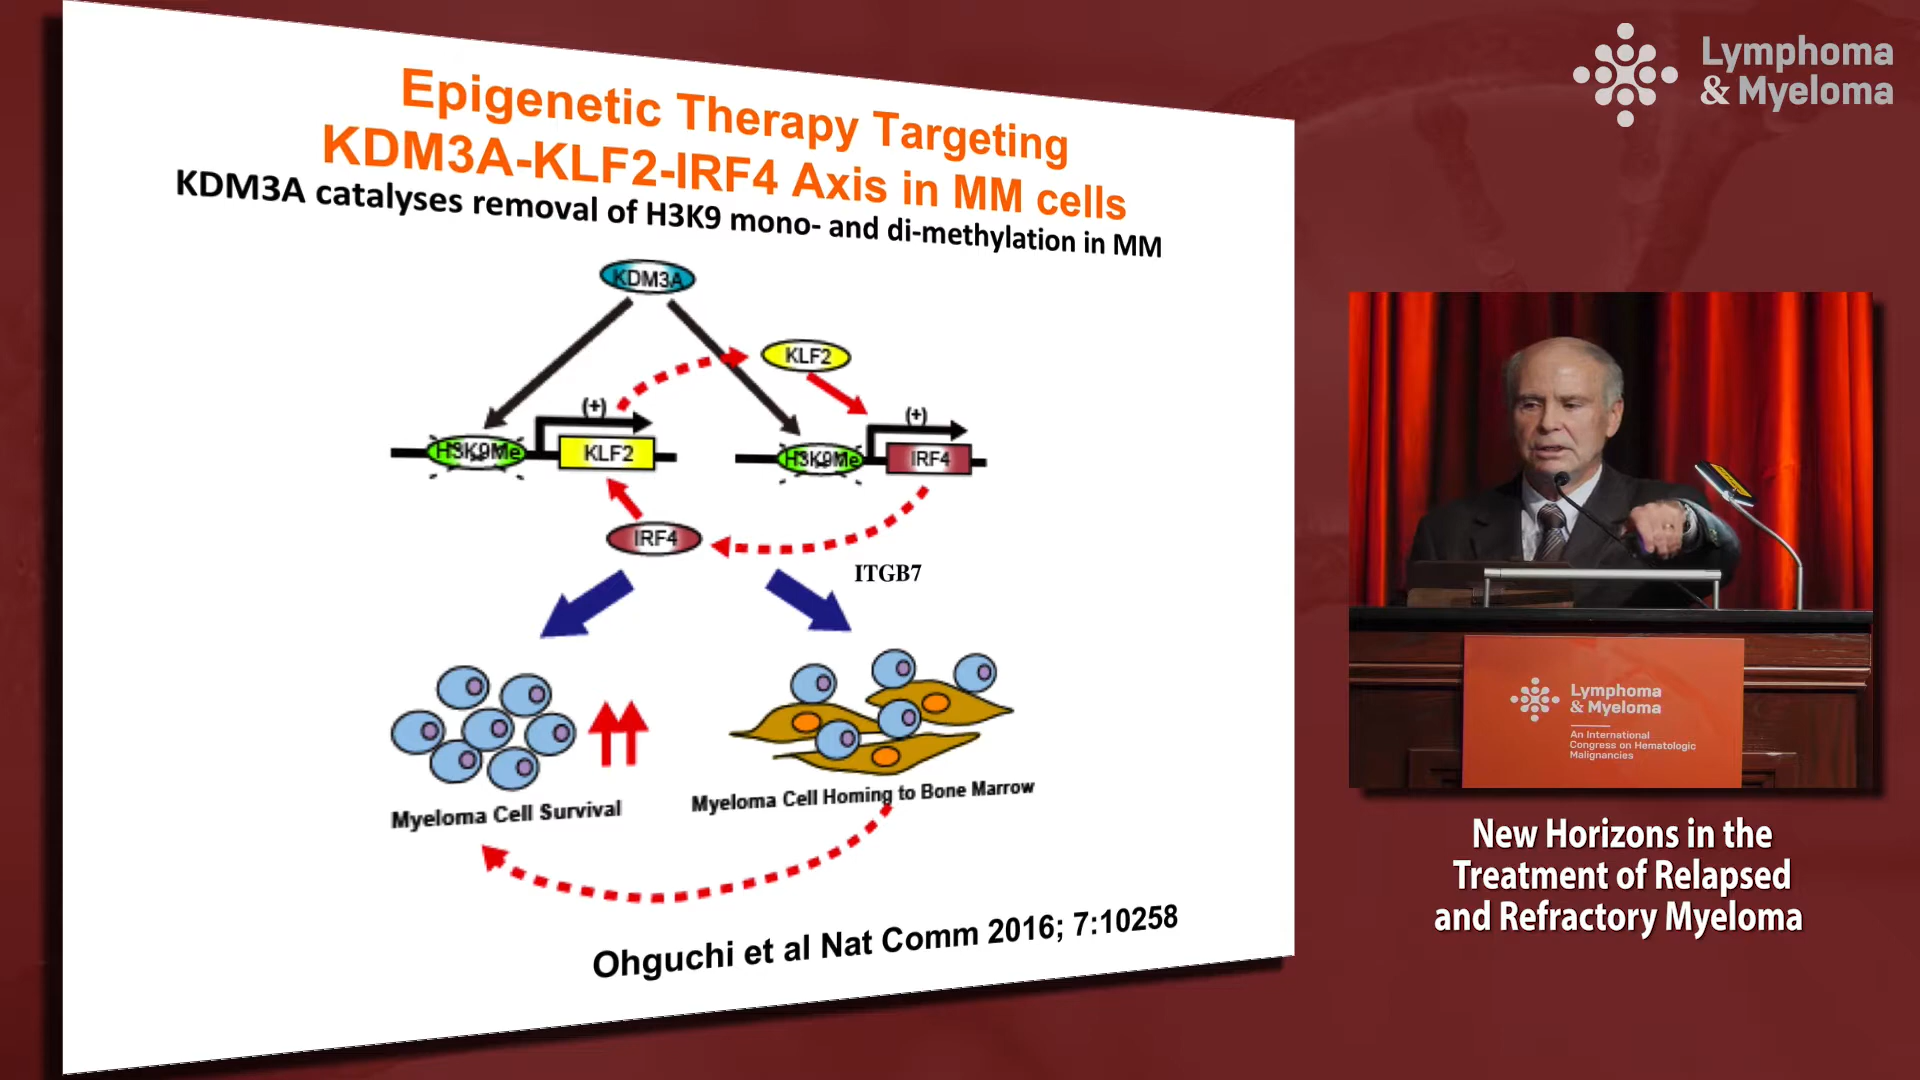 Epigenetic Therapy Targeting
KDM3A-KLF2-IRF4 Axis in MM cells
KDM3A catalyses removal of H3K9 mono- and di-methylation in MM
KDM3A
KLF2
(+)
(+)
H3K9Me
KLF2
H3K9Me
IRF4
IRF4
ITGB7
Myeloma Cell Survival
Myeloma Cell Homing to Bone Marrow
Ohguchi et al Nat Comm 2016; 7:10258
Lymphoma
& Myeloma
Lymphoma
& Myeloma
An International
Congress on Hematologic
Malignancies
New Horizons in the
Treatment of Relapsed
and Refractory Myeloma